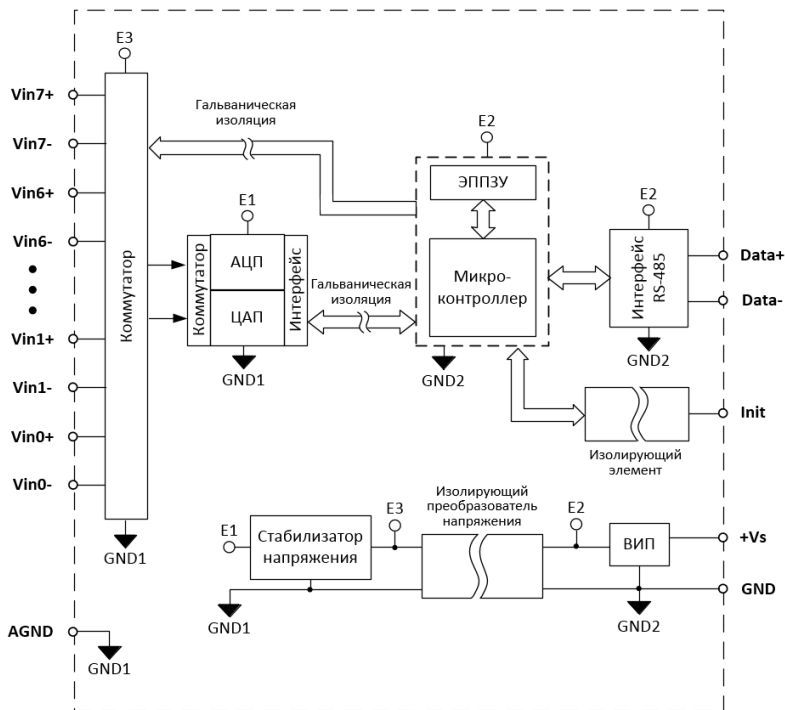 E3
Vin7+
Vin7-
Vin6+
Vin6-
Vin1+
Vin1-
Vin0+
Vin0-
AGND
GND1
Коммутатор
GND1
Гальваническая
изоляция
E1
Коммутатор
АЦП
ЦАП
Интерфейс
GND1
Гальваническая
изоляция
E2
ЭППЗУ
Микро-
контроллер
GND2
E2
Интерфейс
RS-485
GND2
Data+
Data-
Init
Изолирующий
элемент
E1
Стабилизатор
напряжения
GND1
E3
Изолирующий
преобразователь
напряжения
E2
ВИП
GND2
+Vs
GND